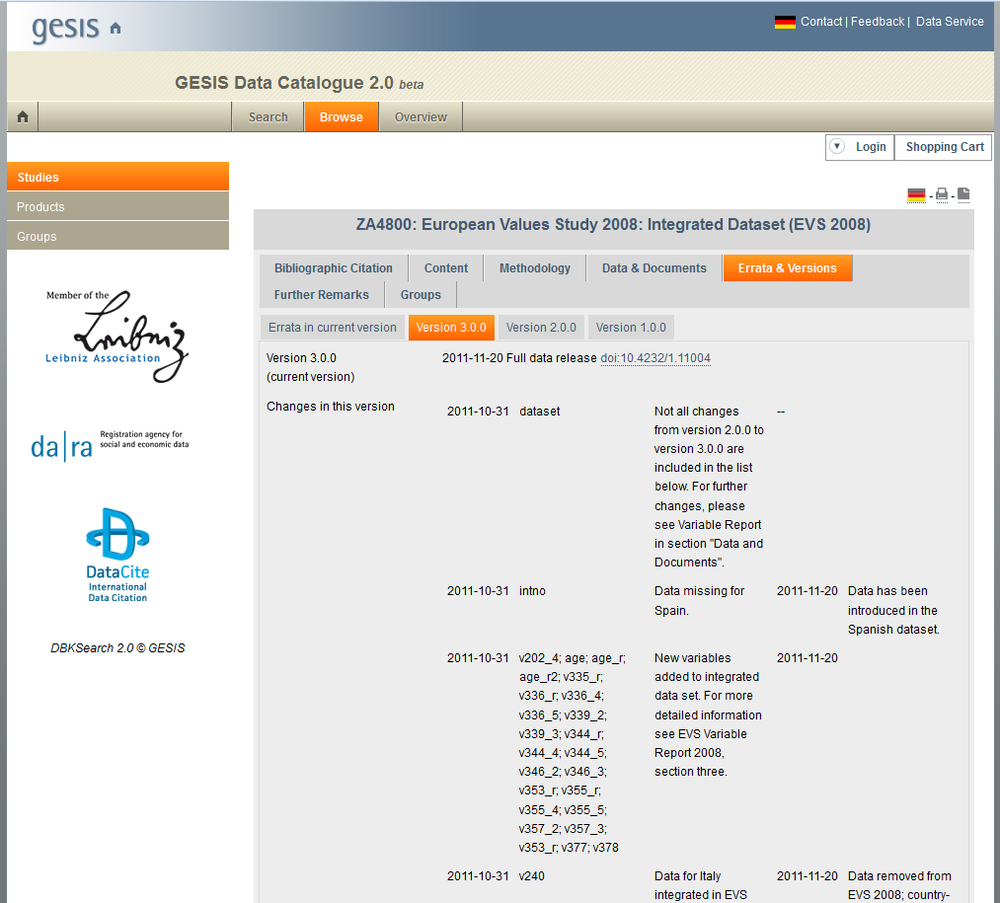 gesis
Contact | Feedback | Data Service
GESIS Data Catalogue 2.0 beta
Search
Browse
Overview
Login
Shopping Cart
Studies
Products
Groups
Member of the
Leibniz
Leibniz Association
da|ra
Registration agency for
social and economic data
DataCite
International
Data Citation
DBKSearch 2.0 © GESIS
- -
ZA4800: European Values Study 2008: Integrated Dataset (EVS 2008)
Bibliographic Citation
Content
Methodology
Data & Documents
Errata & Versions
Further Remarks
Groups
Errata in current version
Version 3.0.0
Version 2.0.0
Version 1.0.0
Version 3.0.0
(current version)
2011-11-20 Full data release doi:10.4232/1.11004
Changes in this version
2011-10-31
dataset
Not all changes
from version 2.0.0 to
version 3.0.0 are
included in the list
below. For further
changes, please
see Variable Report
in section "Data and
Documents".
--
2011-10-31
intno
Data missing for
Spain.
2011-11-20
Data has been
introduced in the
Spanish dataset.
2011-10-31
v202_4; age; age_r;
age_r2; v335_r;
v336_r; v336_4;
v336_5; v339_2;
v339_3; v344_r;
v344_4; v344_5;
v346_2; v346_3;
v353_r; v355_r;
v355_4; v355_5;
v357_2; v357_3;
v353_r; v377; v378
New variables
added to integrated
data set. For more
detailed information
see EVS Variable
Report 2008,
section three.
2011-11-20
2011-10-31
v240
Data for Italy
integrated in EVS
2011-11-20
Data removed from
EVS 2008; country-